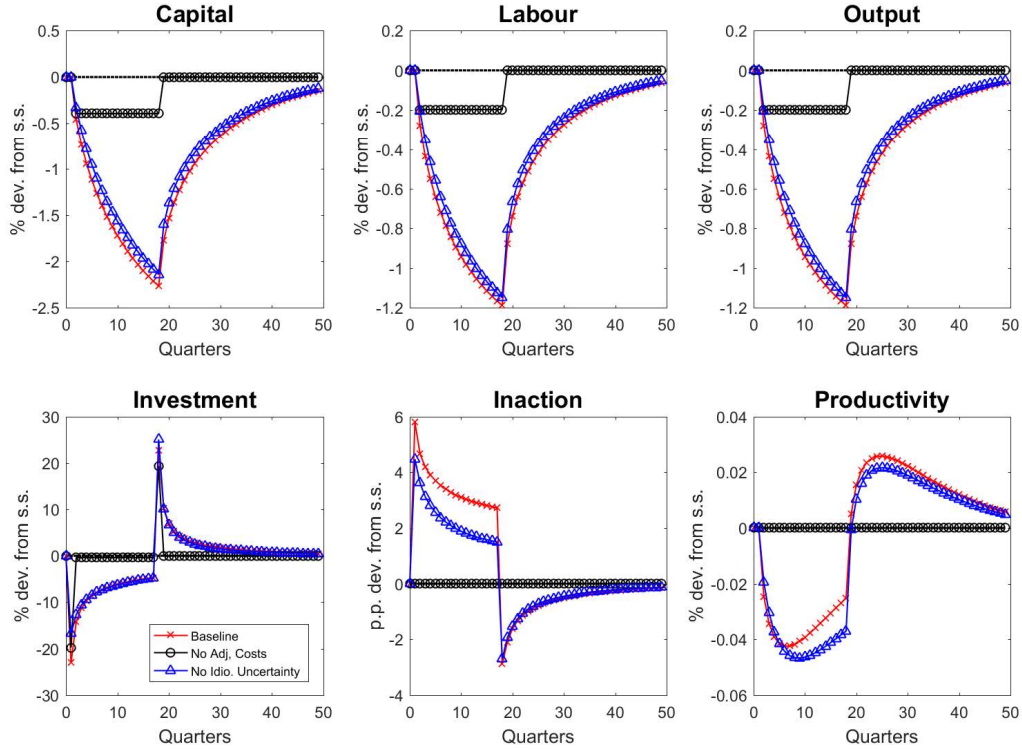 Capital
Labour
Output
% dev. from s.s.
0.5
0
-0.5
-1
-1.5
-2
-2.5
0 10 20 30 40 50
Quarters
% dev. from s.s.
0.2
0
-0.2
-0.4
-0.6
-0.8
-1
-1.2
0 10 20 30 40 50
Quarters
% dev. from s.s.
0.2
0
-0.2
-0.4
-0.6
-0.8
-1
-1.2
0 10 20 30 40 50
Quarters
Investment
Inaction
Productivity
% dev. from s.s.
30
20
10
0
-10
-20
-30
0 10 20 30 40 50
Quarters
Baseline
No Adj, Costs
No Idio. Uncertainty
p.p. dev. from s.s.
6
4
2
0
-2
-4
0 10 20 30 40 50
Quarters
% dev. from s.s.
0.04
0.02
0
-0.02
-0.04
-0.06
0 10 20 30 40 50
Quarters